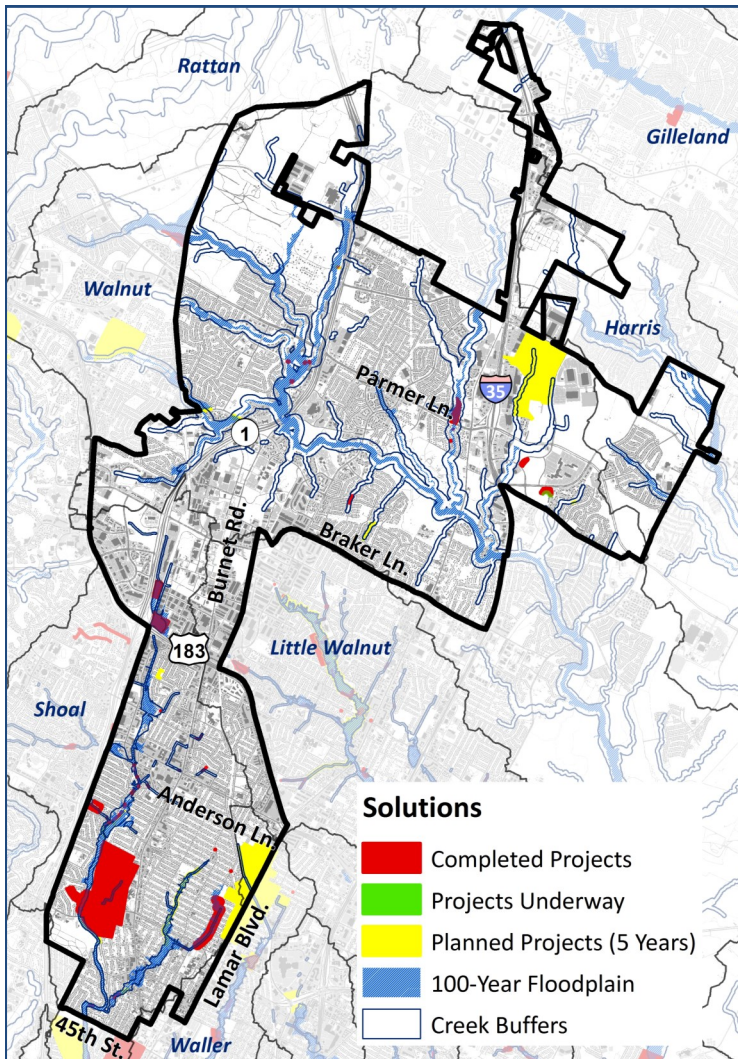 Rattan
Gilleland
Walnut
Harris
Parmer Ln.
35
1
Burnet Rd.
Braker Ln.
183
Little Walnut
Shoal
Anderson Ln.
Lamar Blvd.
45th St.
Waller
Solutions
Completed Projects
Projects Underway
Planned Projects (5 Years)
100-Year Floodplain
Creek Buffers